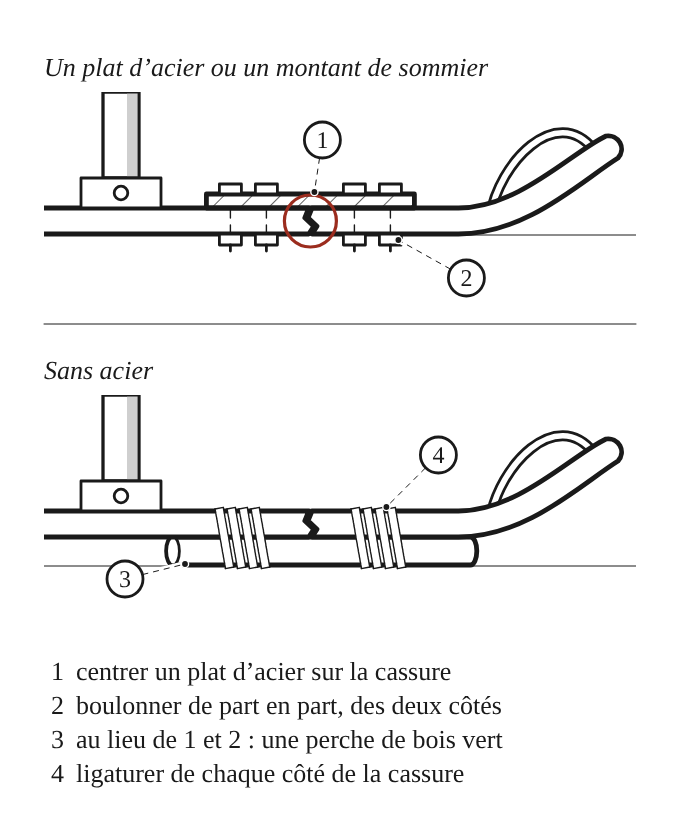 Un plat d’acier ou un montant de sommier
1
2
Sans acier
4
3
1 centrer un plat d’acier sur la cassure
2 boulonner de part en part, des deux côtés
3 au lieu de 1 et 2 : une perche de bois vert
4 ligaturer de chaque côté de la cassure